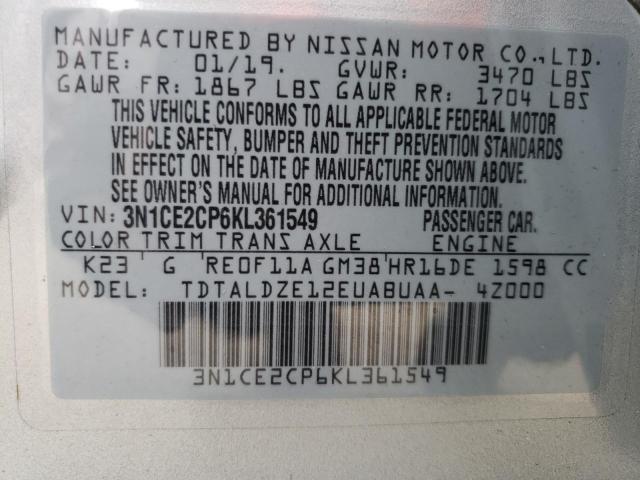 MANUFACTURED BY NISSAN MOTOR CO., LTD.
DATE: 01/19. GVWR: 3470 LBS
GAWR FR: 1867 LBS GAWR RR: 1704 LBS
THIS VEHICLE CONFORMS TO ALL APPLICABLE FEDERAL MOTOR
VEHICLE SAFETY, BUMPER AND THEFT PREVENTION STANDARDS
IN EFFECT ON THE DATE OF MANUFACTURE SHOWN ABOVE.
SEE OWNER'S MANUAL FOR ADDITIONAL INFORMATION.
VIN: 3N1CE2CP6KL361549 PASSENGER CAR.
COLOR TRIM TRANS AXLE ENGINE
K23 G RE0F11A GM38 HR16DE 1598 CC
MODEL: TDTALDZE12EUABUAA- 4Z000
3N1CE2CP6KL361549